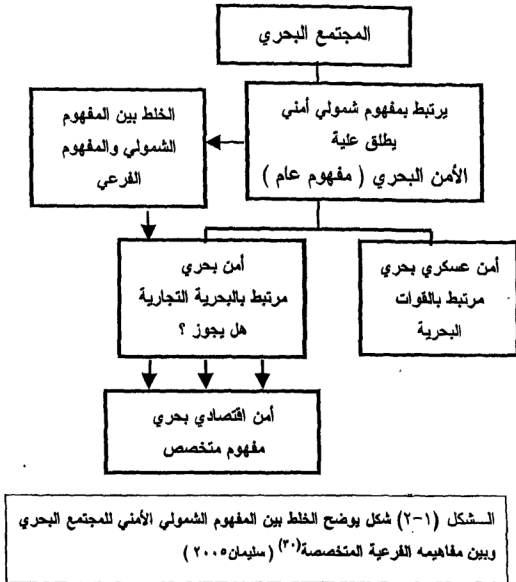 المجتمع البحري
يرتبط بمفهوم شمولي أمني
يطلق علية
الأمن البحري ( مفهوم عام )
الخلط بين المفهوم
الشمولي والمفهوم
الفرعي
أمن عسكري بحري
مرتبط بالقوات
البحرية
أمن بحري
مرتبط بالبحرية التجارية
هل يجوز ؟
أمن اقتصادي بحري
مفهوم متخصص
الشكل (١-٢) شكل يوضح الخلط بين المفهوم الشمولي الأمني للمجتمع البحري
وبين مفاهيمه الفرعية المتخصصة(٣٠) ( سليمان٢٠٠٥ )